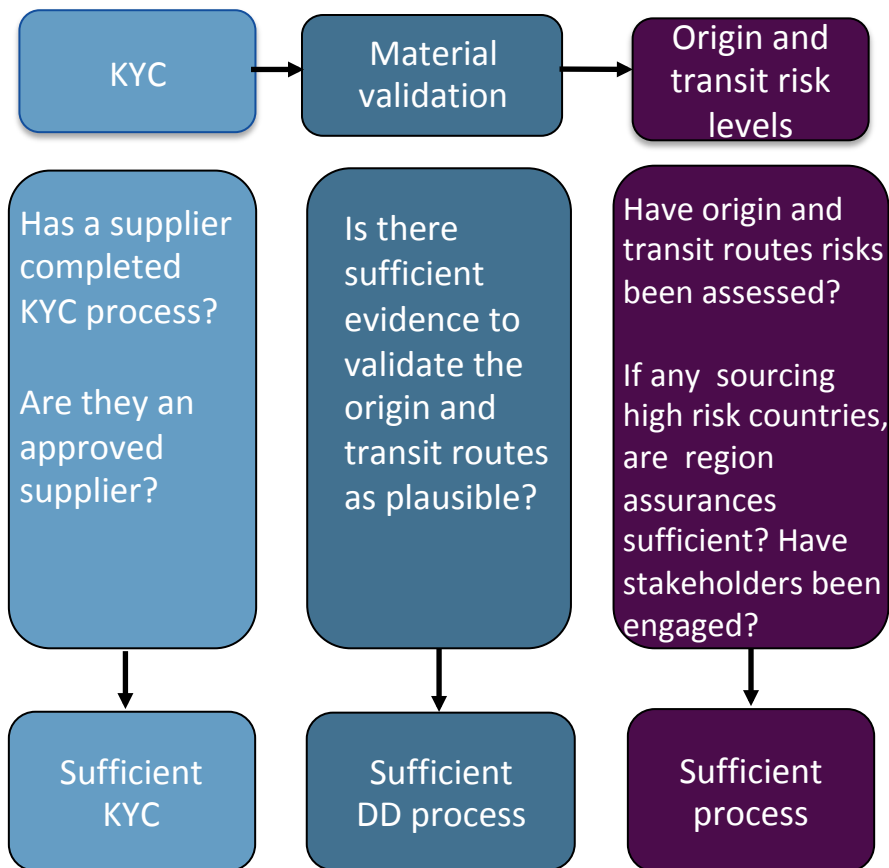 KYC
Material
validation
Origin and
transit risk
levels
Has a supplier
completed
KYC process?
Are they an
approved
supplier?
Is there
sufficient
evidence to
validate the
origin and
transit routes
as plausible?
Have origin and
transit routes risks
been assessed?
If any  sourcing
high risk countries,
are  region
assurances
sufficient? Have
stakeholders been
engaged?
Sufficient
KYC
Sufficient
DD process
Sufficient
process